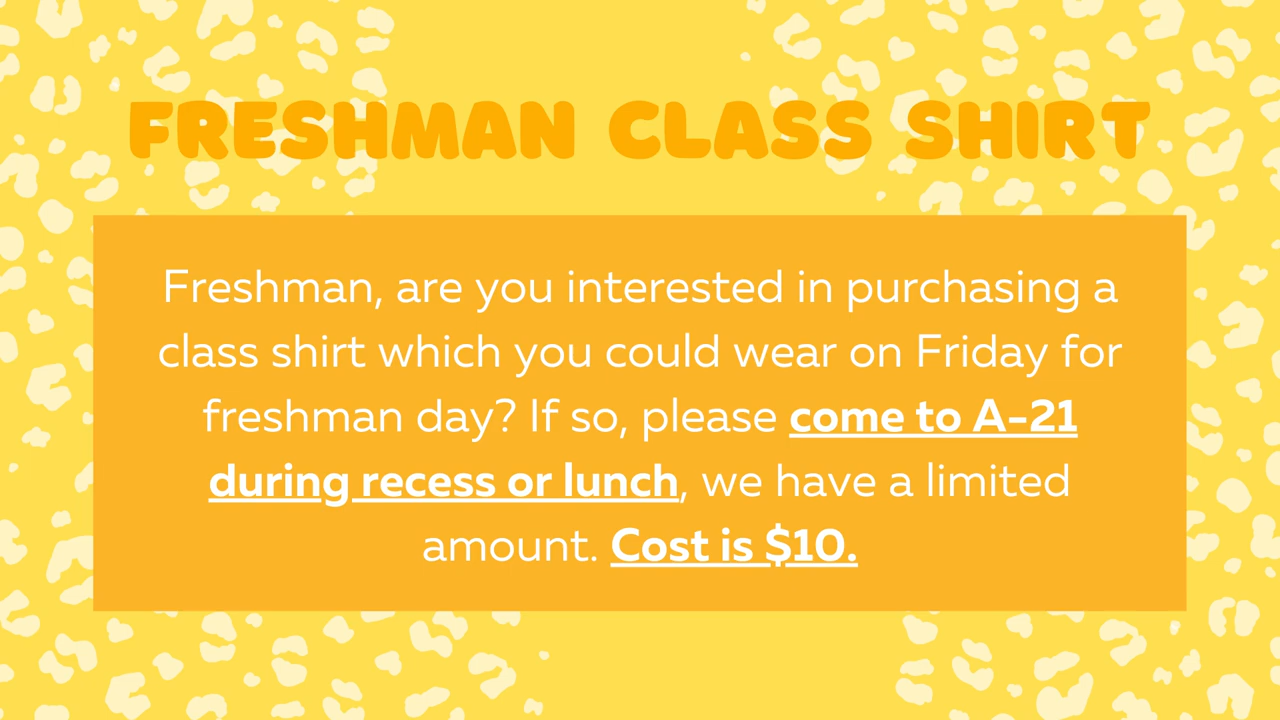 FRESHMAN CLASS SHIRT
Freshman, are you interested in purchasing a
class shirt which you could wear on Friday for
freshman day? If so, please come to A-21
during recess or lunch, we have a limited
amount. Cost is $10.